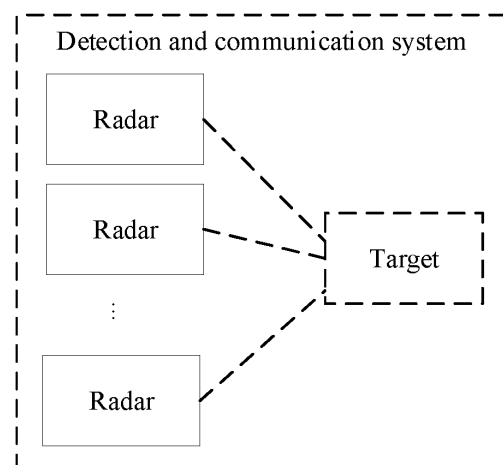 Detection and communication system
Radar
Radar
Target
⋮
Radar